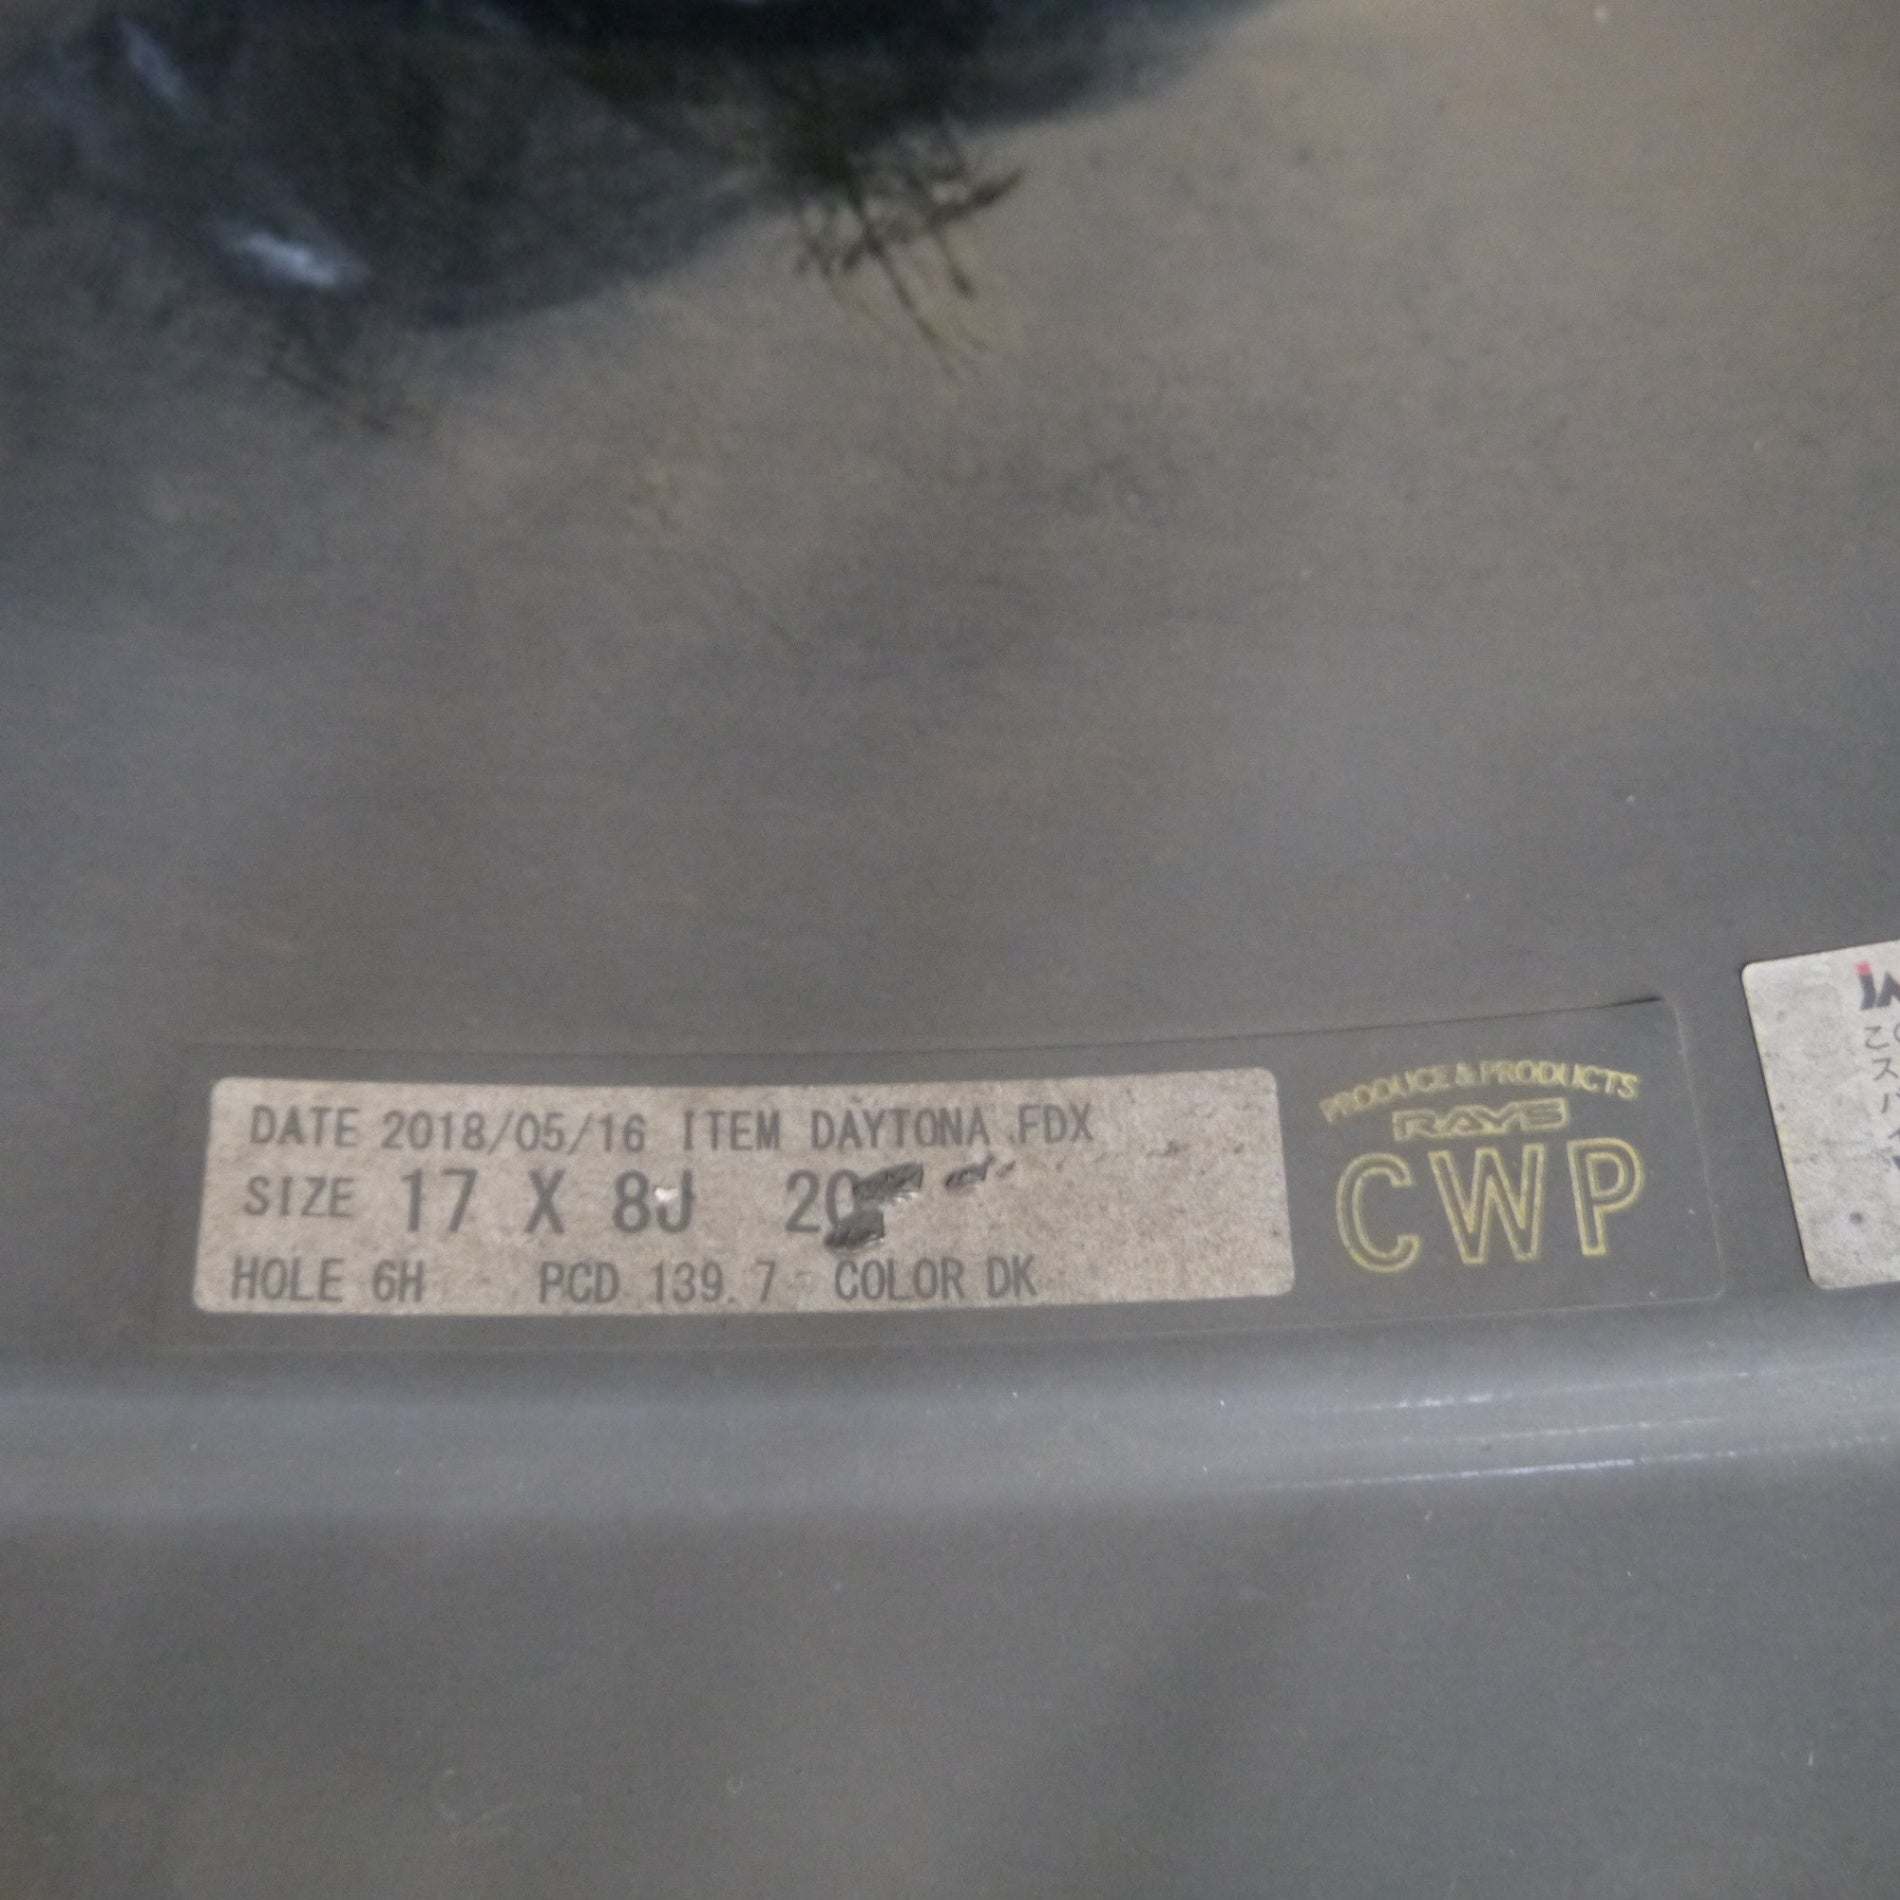 DATE 2018/05/16 ITEM DAYTONA FDX
SIZE 17 X 8J 20
HOLE 6H PCD 139.7 COLOR DK
PRODUCE & PRODUCTS
RAYS
CWP